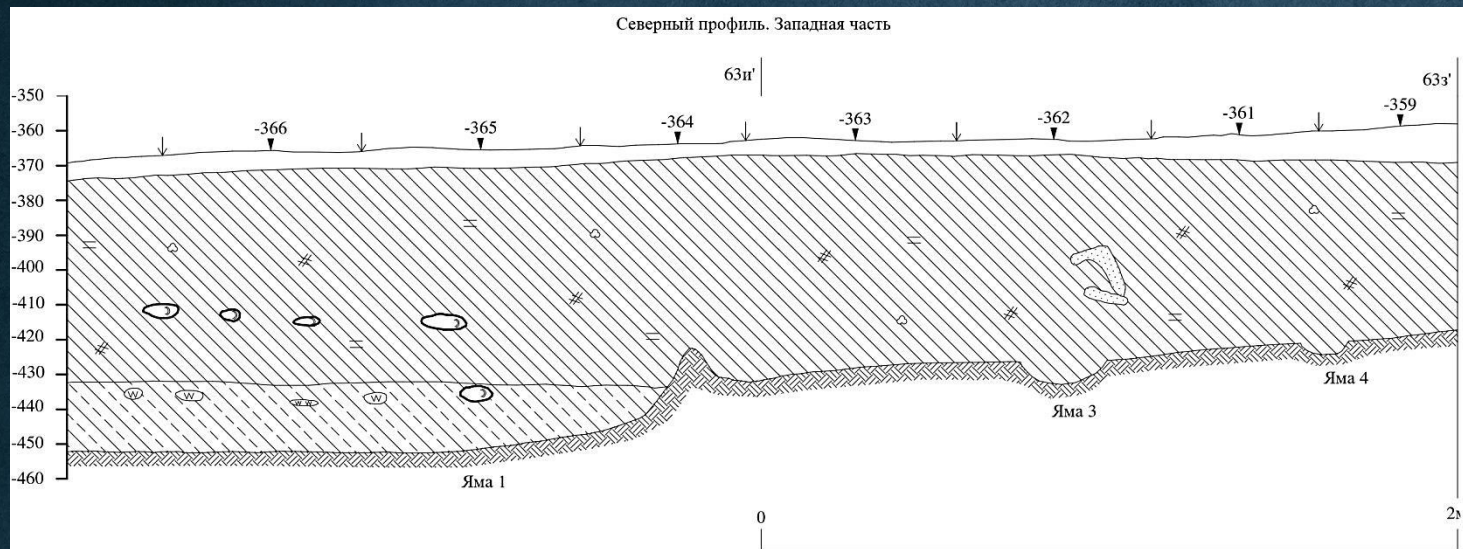 Северный профиль. Западная часть
63и'
63з'
-350
-360
-370
-380
-390
-400
-410
-420
-430
-440
-450
-460
-366
-365
-364
-363
-362
-361
-359
w
w
w w
w
Яма 1
Яма 3
Яма 4
0
2м